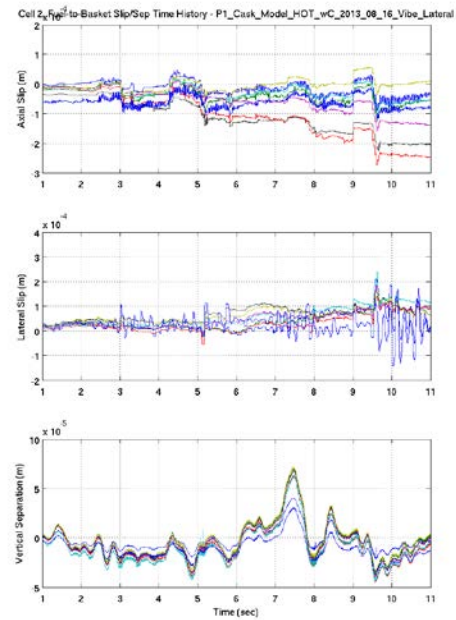 Cell 2, Fuel-to-Basket Slip/Sep Time History - P1_Cask_Model_HOT_wC_2013_08_16_Vibe_Lateral
2
1
0
-1
-2
-3
Axial Slip (m)
1 2 3 4 5 6 7 8 9 10 11
x 10^-4
4
3
2
1
0
-1
-2
Lateral Slip (m)
1 2 3 4 5 6 7 8 9 10 11
x 10^-5
10
5
0
-5
Vertical Separation (m)
1 2 3 4 5 6 7 8 9 10 11
Time (sec)